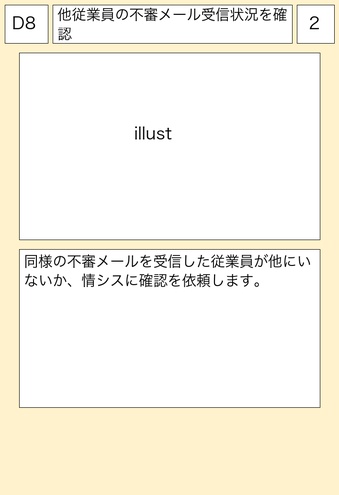 D8
他従業員の不審メール受信状況を確
認
2
illust
同様の不審メールを受信した従業員が他にい
ないか、情シスに確認を依頼します。